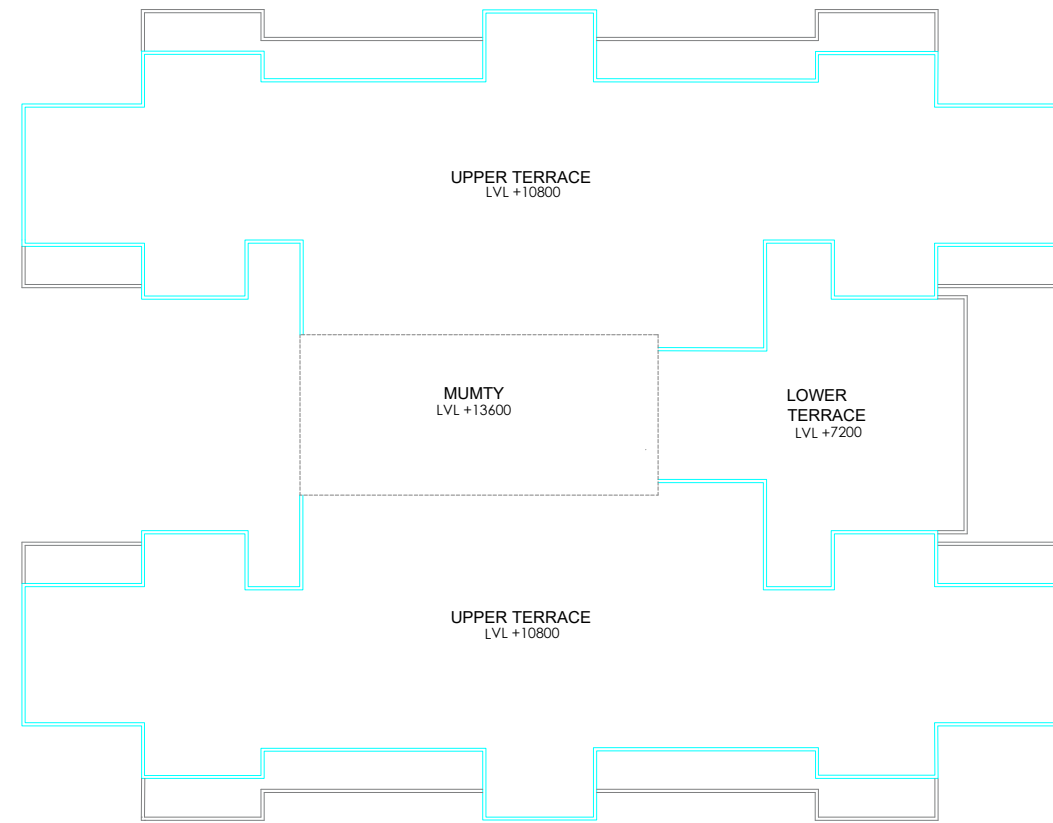 UPPER TERRACE
LVL +10800
MUMTY
LVL +13600
LOWER
TERRACE
LVL +7200
UPPER TERRACE
LVL +10800